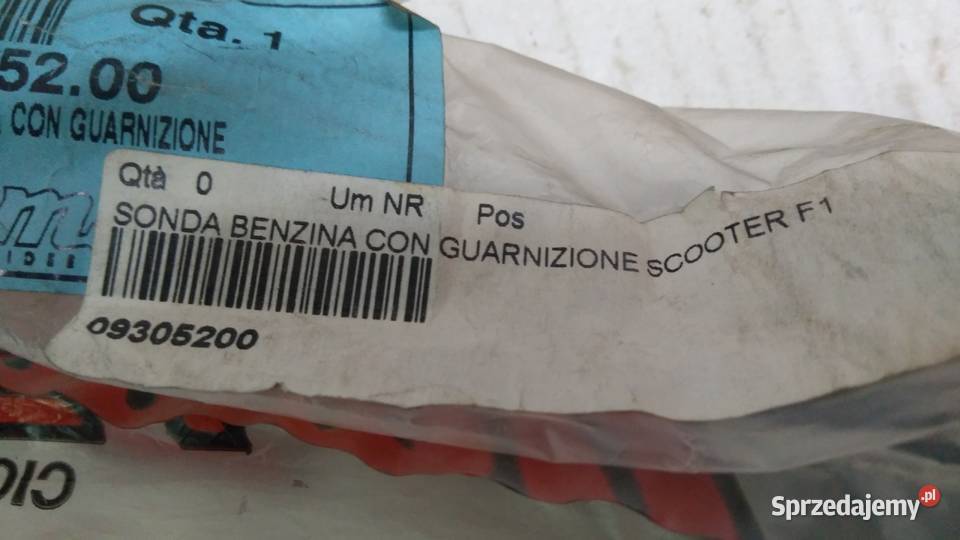 Qta. 1
52.00
CON GUARNIZIONE
Qtà 0 Um NR Pos
SONDA BENZINA CON GUARNIZIONE SCOOTER F1
09305200
CIC
Sprzedajemy.pl